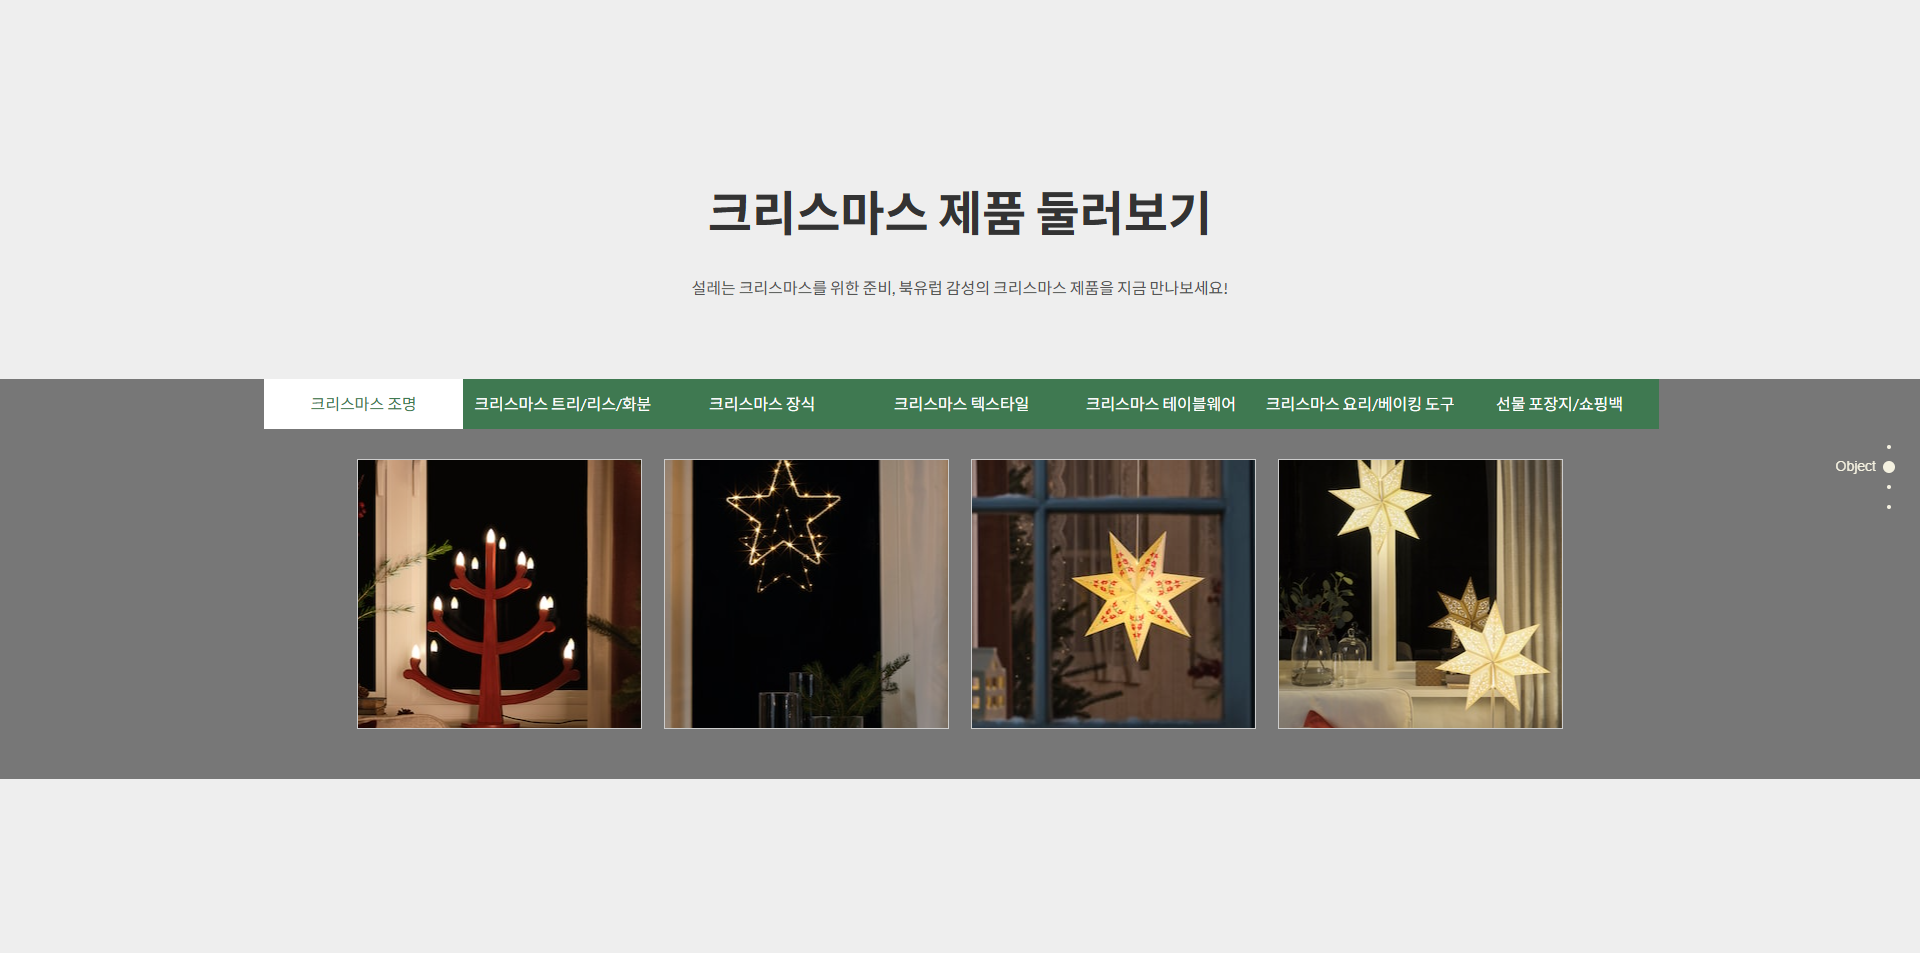 크리스마스 제품 둘러보기
설레는 크리스마스를 위한 준비, 북유럽 감성의 크리스마스 제품을 지금 만나보세요!
크리스마스 조명 크리스마스 트리/리스/화분 크리스마스 장식 크리스마스 텍스타일 크리스마스 테이블웨어 크리스마스 요리/베이킹 도구 선물 포장지/쇼핑백
Object